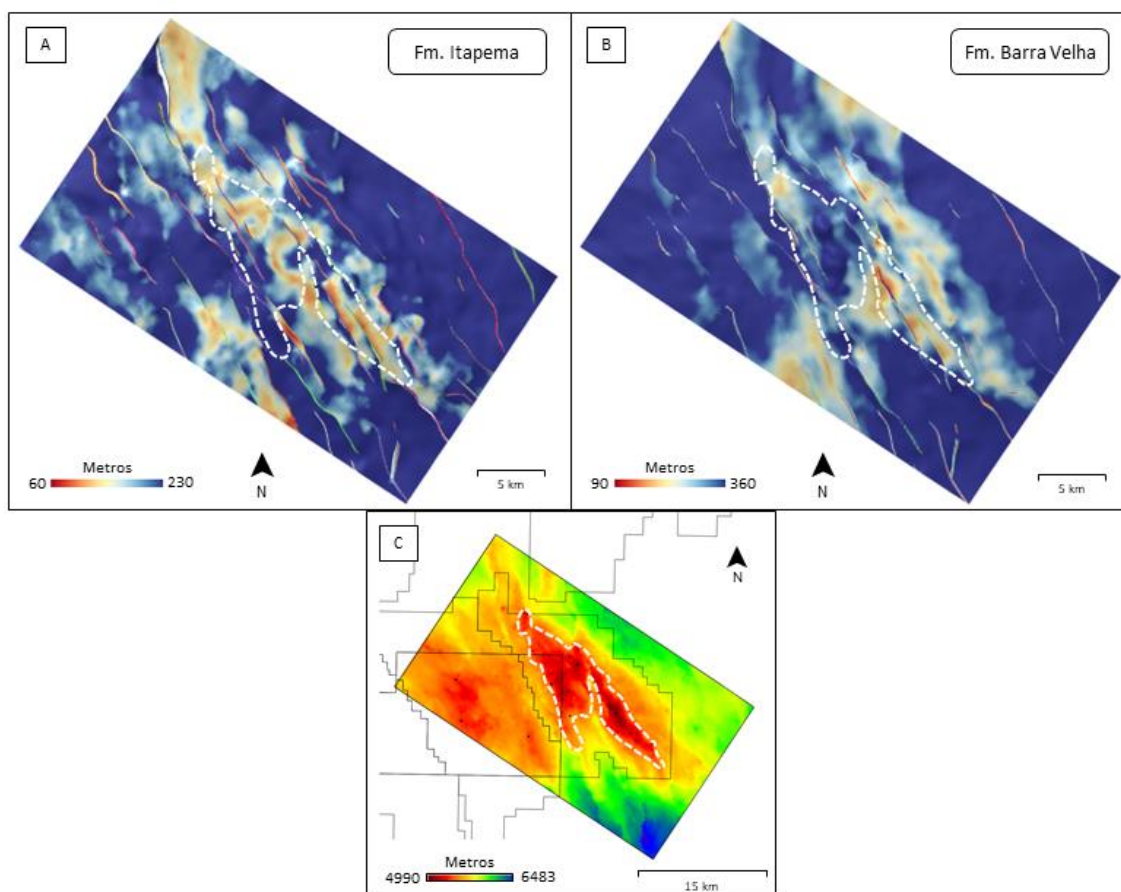 A
Fm. Itapema
B
Fm. Barra Velha
Metros
60
230
N
5 km
Metros
90
360
N
5 km
C
N
Metros
4990
6483
15 km